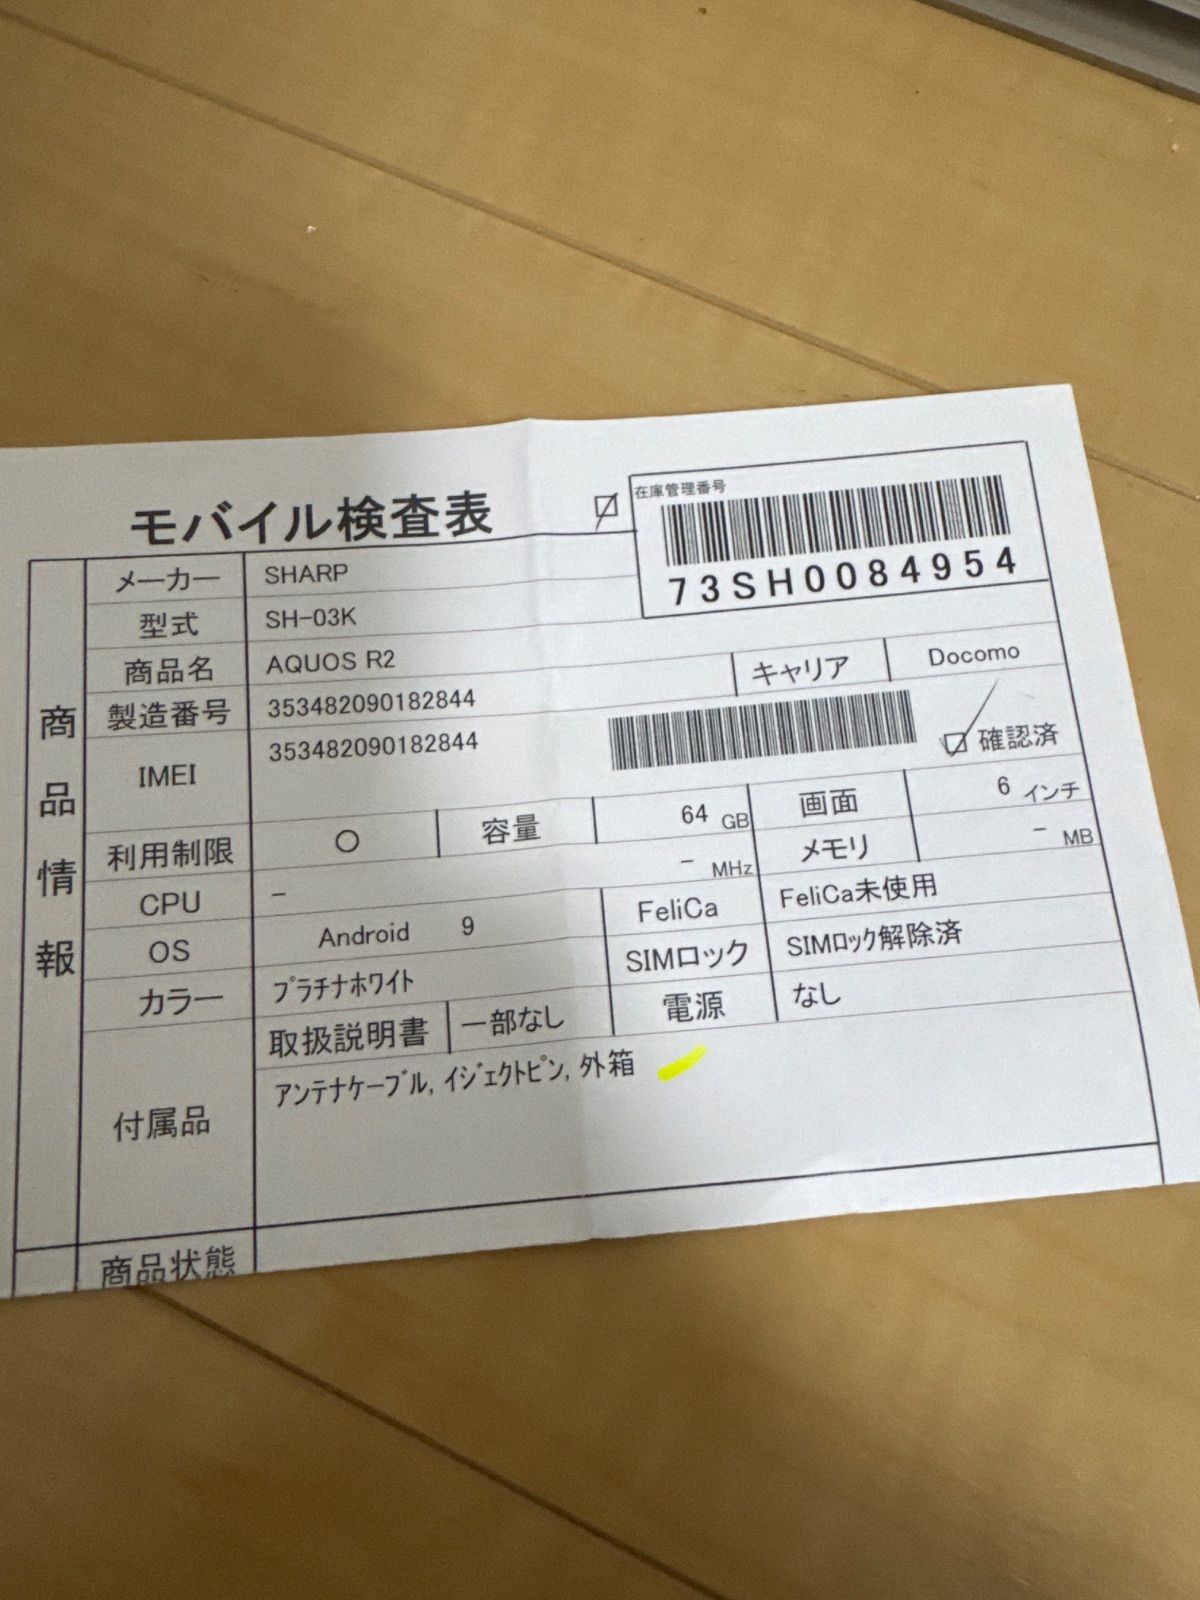 モバイル検査表
在庫管理番号
73SH0084954
商品情報
メーカー SHARP
型式 SH-03K
商品名 AQUOS R2 キャリア Docomo
製造番号 353482090182844
IMEI 353482090182844 確認済
利用制限 ○ 容量 64 GB 画面 6 インチ
CPU - - MHz メモリ - MB
OS Android 9 FeliCa FeliCa未使用
カラー プラチナホワイト SIMロック SIMロック解除済
取扱説明書 一部なし 電源 なし
付属品 アンテナケーブル, イジェクトピン, 外箱
商品状態